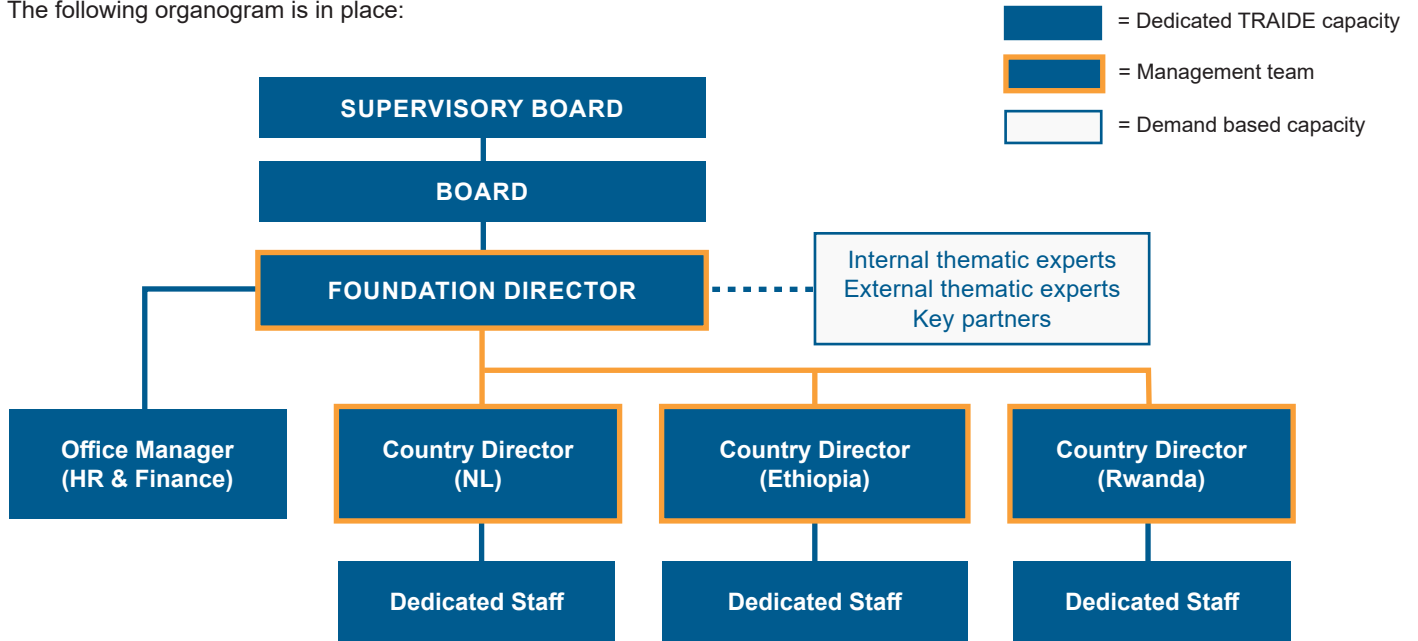 The following organogram is in place:
= Dedicated TRAIDE capacity
= Management team
= Demand based capacity
SUPERVISORY BOARD
BOARD
FOUNDATION DIRECTOR
Internal thematic experts
External thematic experts
Key partners
Office Manager
(HR & Finance)
Country Director
(NL)
Country Director
(Ethiopia)
Country Director
(Rwanda)
Dedicated Staff
Dedicated Staff
Dedicated Staff